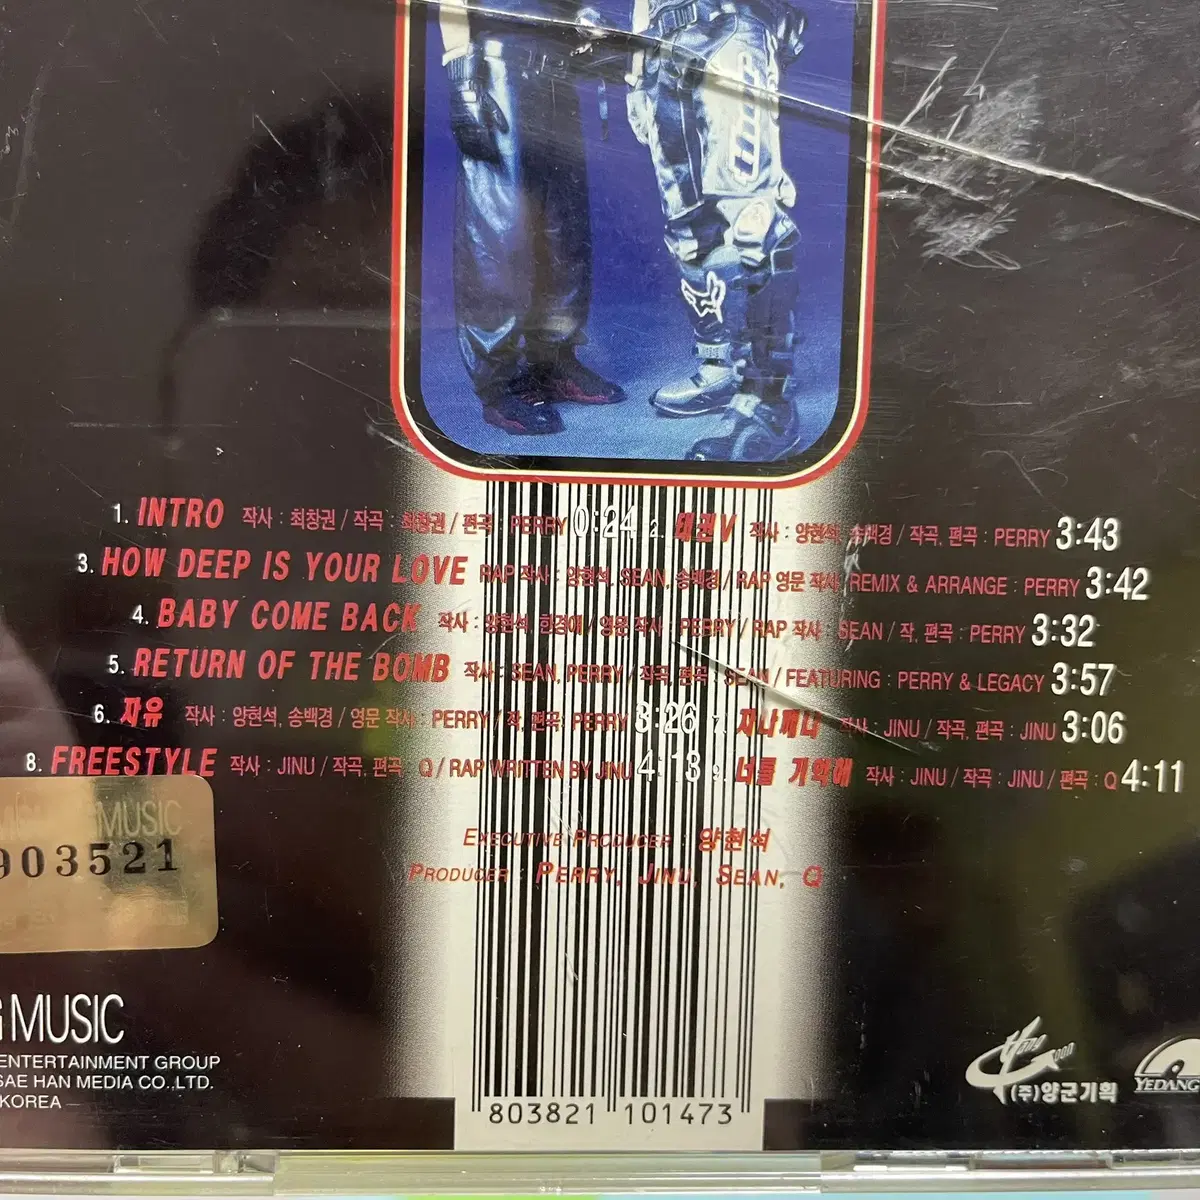 1. INTRO 작사 : 최창권 / 작곡 : 최창권 / 편곡 : PERRY 0:24 2. 태권V 작사 : 양현석, 송백경 / 작곡, 편곡 : PERRY 3:43
3. HOW DEEP IS YOUR LOVE RAP 작사 : 양현석, SEAN, 송백경 / RAP 영문 작사, REMIX & ARRANGE : PERRY 3:42
4. BABY COME BACK 작사 : 양현석, 한경애 / 영문 작사 : PERRY / RAP 작사 : SEAN / 작, 편곡 : PERRY 3:32
5. RETURN OF THE BOMB 작사 : SEAN, PERRY / 작곡, 편곡 : SEAN / FEATURING : PERRY & LEGACY 3:57
6. 자유 작사 : 양현석, 송백경 / 영문 작사 : PERRY / 작, 편곡 : PERRY 3:26 7. 지나께나 작사 : JINU / 작곡, 편곡 : JINU 3:06
8. FREESTYLE 작사 : JINU / 작곡, 편곡 : Q / RAP WRITTEN BY JINU 4:13 9. 너를 기억해 작사 : JINU / 작곡 : JINU / 편곡 : Q 4:11
EXECUTIVE PRODUCER : 양현석
PRODUCER : PERRY, JINU, SEAN, Q
MUSIC
903521
MUSIC
ENTERTAINMENT GROUP
SAE HAN MEDIA CO.,LTD.
KOREA
(주)양군기획
YEDANG
803821 101473